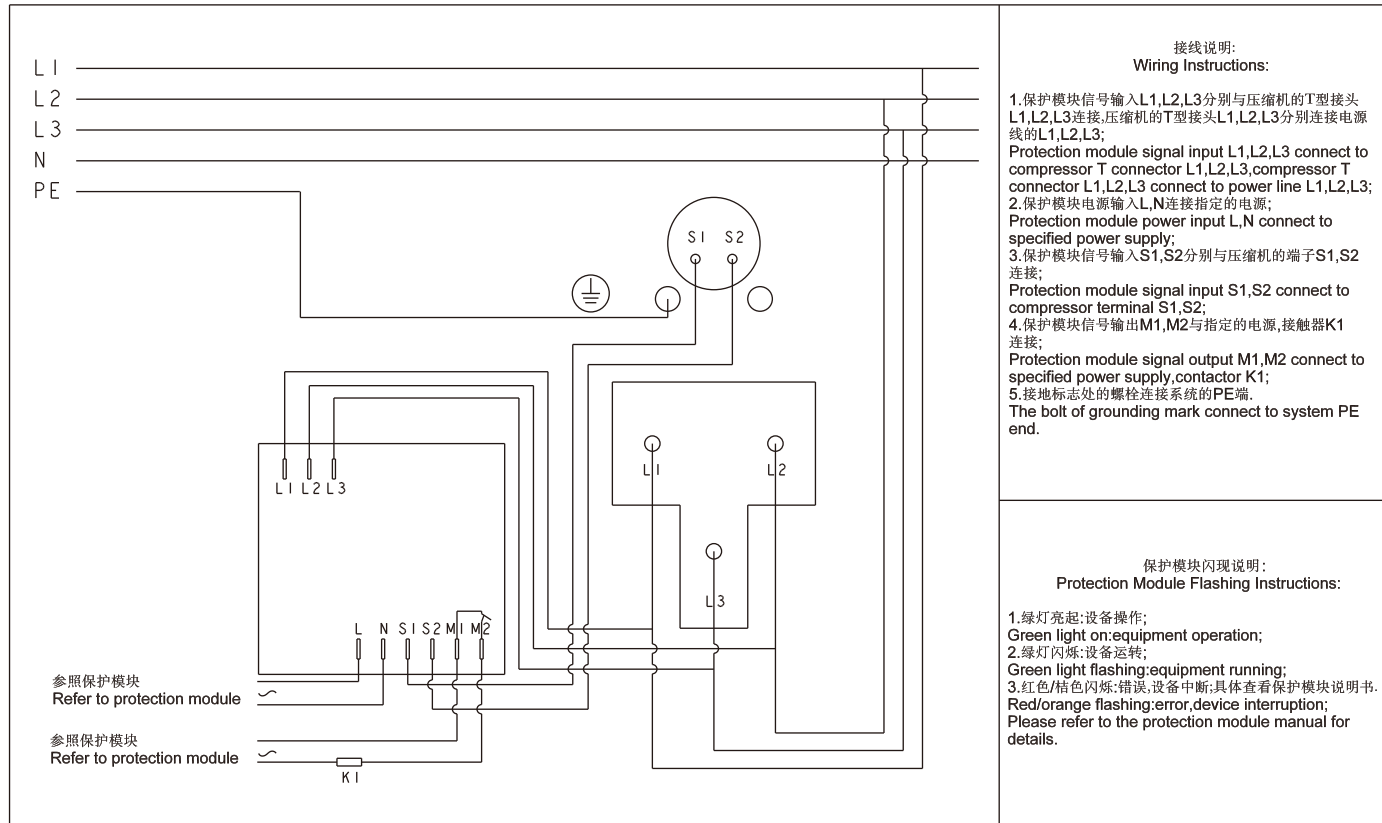 L1
L2
L3
N
PE
S1 S2
L1 L2 L3
L1
L2
L3
L N S1 S2 M1 M2
参照保护模块
Refer to protection module
参照保护模块
Refer to protection module
K1
接线说明:
Wiring Instructions:
1.保护模块信号输入L1,L2,L3分别与压缩机的T型接头
L1,L2,L3连接,压缩机的T型接头L1,L2,L3分别连接电源
线的L1,L2,L3;
Protection module signal input L1,L2,L3 connect to
compressor T connector L1,L2,L3,compressor T
connector L1,L2,L3 connect to power line L1,L2,L3;
2.保护模块电源输入L,N连接指定的电源;
Protection module power input L,N connect to
specified power supply;
3.保护模块信号输入S1,S2分别与压缩机的端子S1,S2
连接;
Protection module signal input S1,S2 connect to
compressor terminal S1,S2;
4.保护模块信号输出M1,M2与指定的电源,接触器K1
连接;
Protection module signal output M1,M2 connect to
specified power supply,contactor K1;
5.接地标志处的螺栓连接系统的PE端.
The bolt of grounding mark connect to system PE
end.
保护模块闪现说明:
Protection Module Flashing Instructions:
1.绿灯亮起:设备操作;
Green light on:equipment operation;
2.绿灯闪烁:设备运转;
Green light flashing:equipment running;
3.红色/桔色闪烁:错误,设备中断;具体查看保护模块说明书.
Red/orange flashing:error,device interruption;
Please refer to the protection module manual for
details.